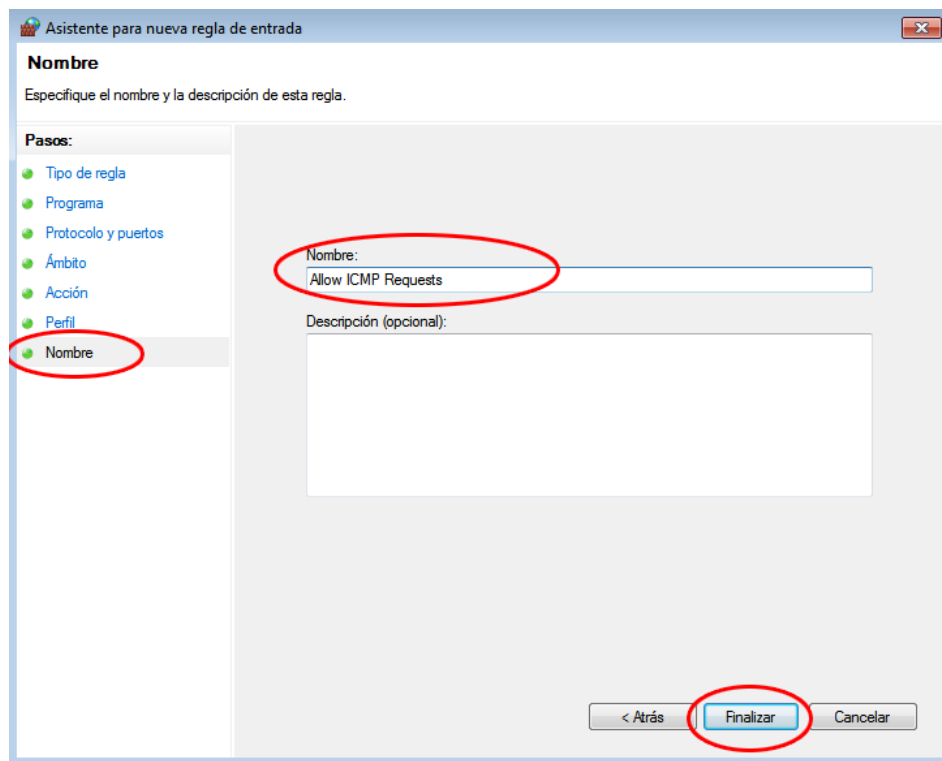 Asistente para nueva regla de entrada
Nombre
Especifique el nombre y la descripción de esta regla.
Pasos:
Tipo de regla
Programa
Protocolo y puertos
Ámbito
Acción
Perfil
Nombre
Nombre:
Allow ICMP Requests
Descripción (opcional):
< Atrás
Finalizar
Cancelar